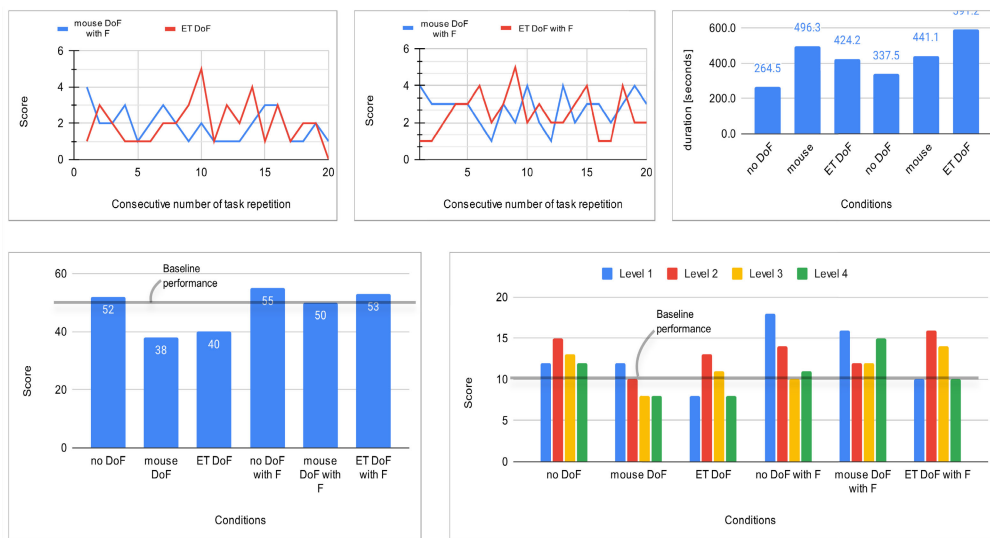 mouse DoF
with F
ET DoF
6
4
2
0
Score
5
10
15
20
Consecutive number of task repetition
mouse DoF
with F
ET DoF with F
6
4
2
0
Score
5
10
15
20
Consecutive number of task repetition
duration [seconds]
600.0
400.0
200.0
0.0
264.5
496.3
424.2
337.5
441.1
591.2
no DoF
mouse
ET DoF
no DoF
mouse
ET DoF
Conditions
Baseline
performance
60
40
20
0
Score
52
38
40
55
50
53
no DoF
mouse
DoF
ET DoF
no DoF
with F
mouse
DoF with
F
ET DoF
with F
Conditions
Level 1
Level 2
Level 3
Level 4
Baseline
performance
20
15
10
5
0
Score
no DoF
mouse DoF
ET DoF
no DoF with F
mouse DoF
with F
ET DoF with F
Conditions